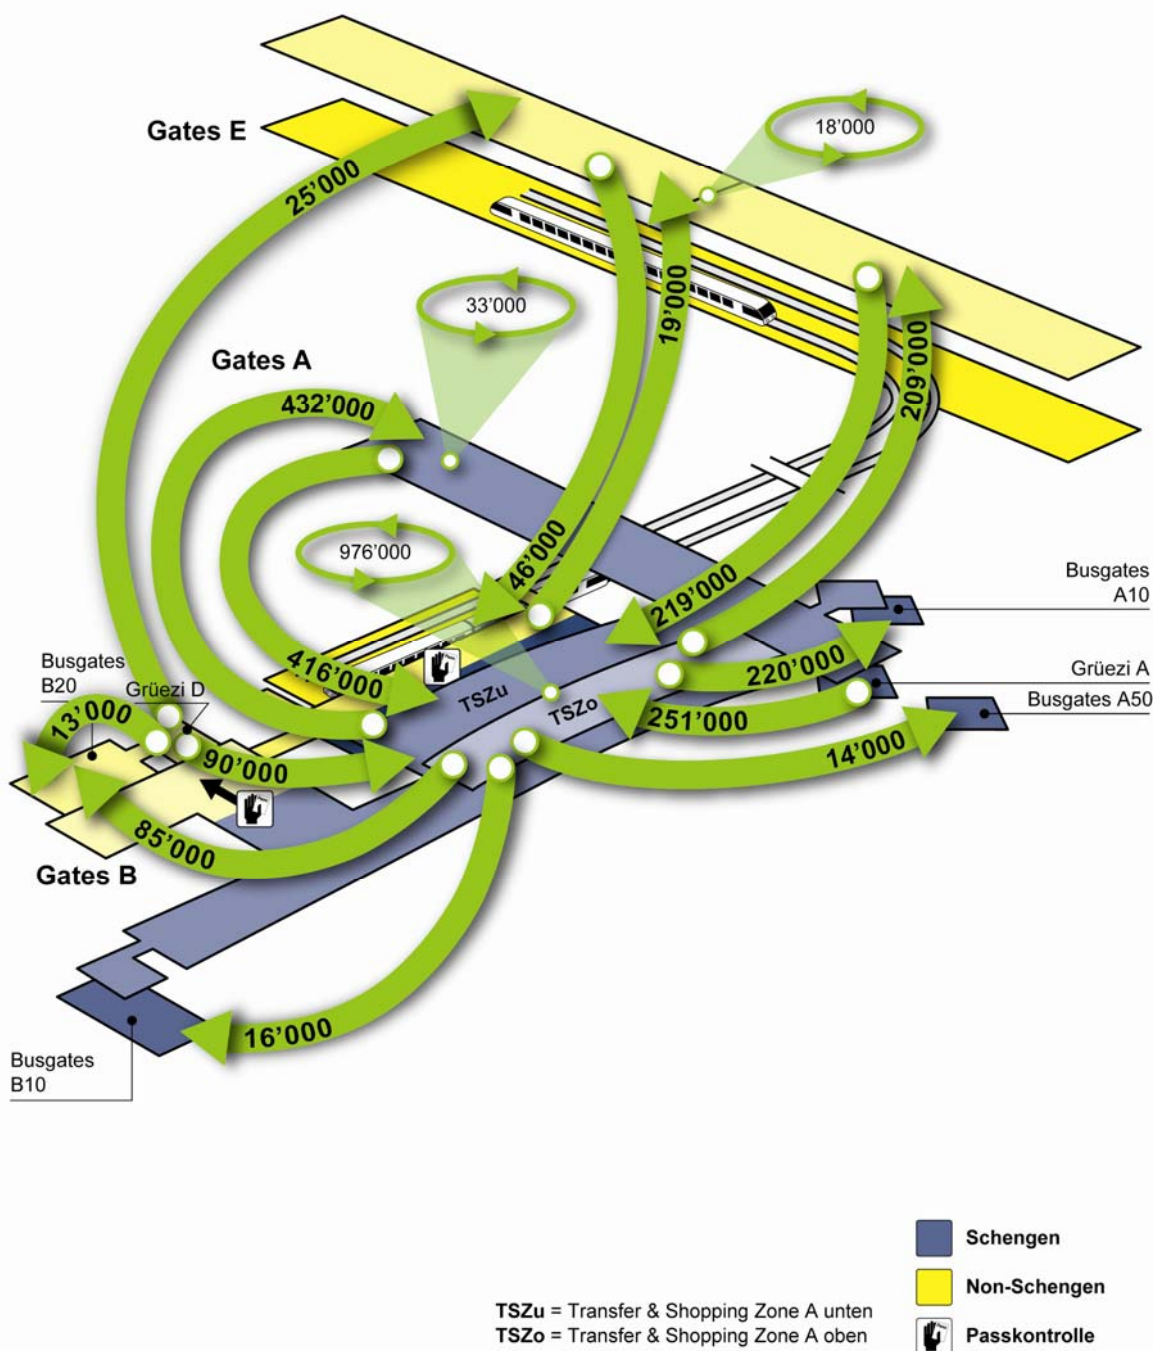 18’000
Gates E
25’000
19’000
33’000
209’000
Gates A
432’000
976’000
46’000
219’000
Busgates
A10
Busgates
B20
Grüezi D
416’000
TSZu
TSZo
220’000
Grüezi A
251’000
Busgates A50
13’000
90’000
14’000
85’000
Gates B
16’000
Busgates
B10
Schengen
Non-Schengen
TSZu = Transfer & Shopping Zone A unten
TSZo = Transfer & Shopping Zone A oben
Passkontrolle